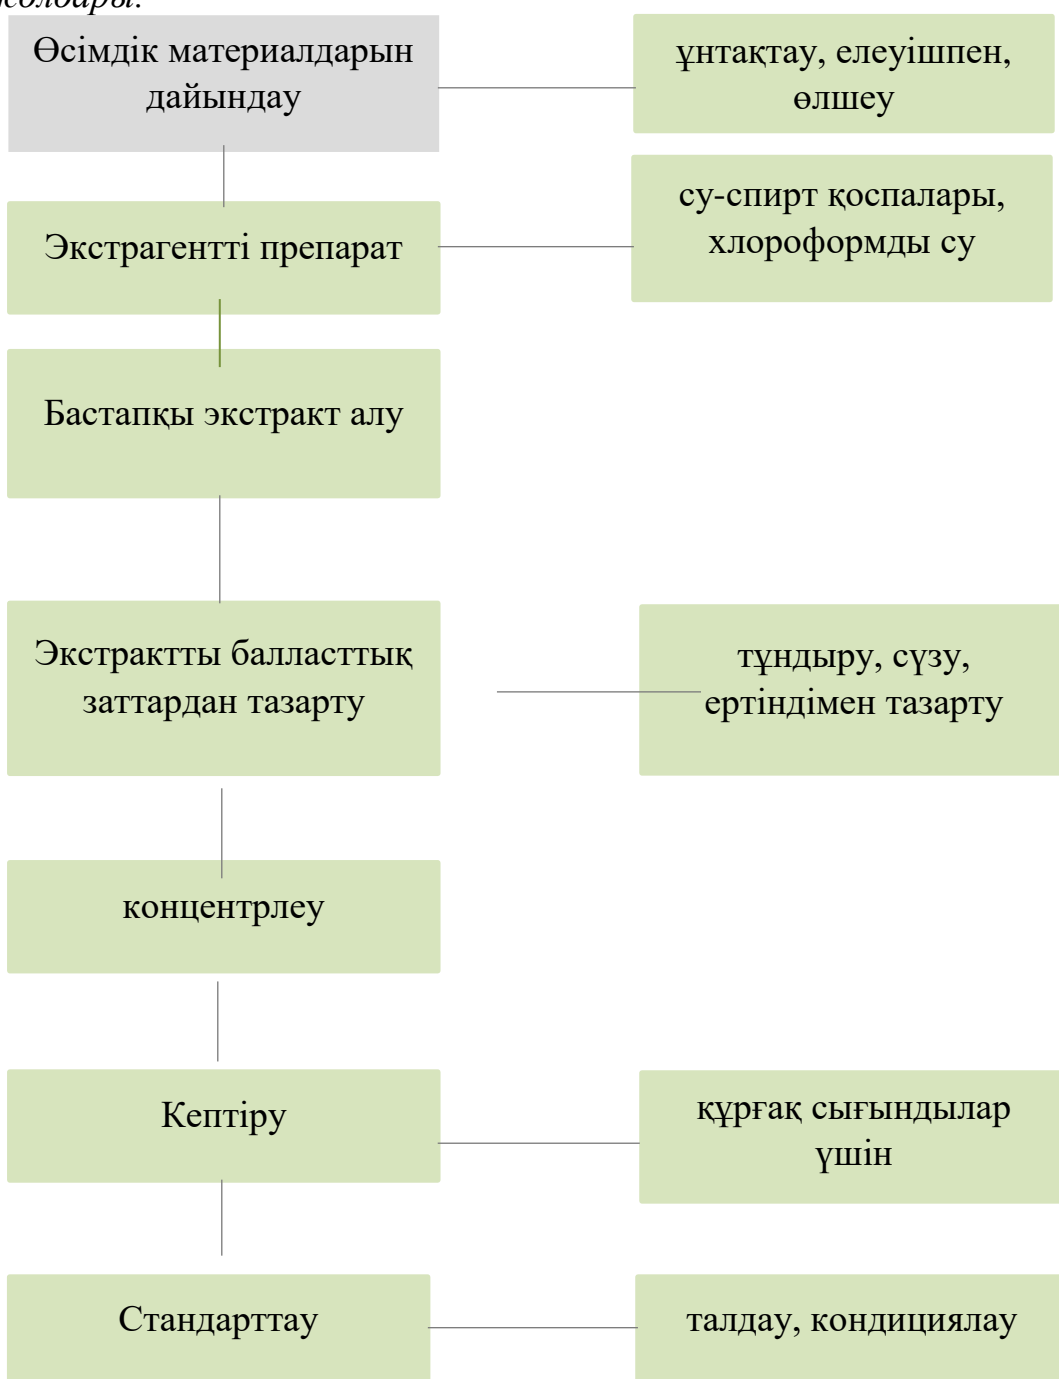 жолдары:
Өсімдік материалдарын
дайындау
ұнтақтау, елеуішпен,
өлшеу
Экстрагентті препарат
су-спирт қоспалары,
хлороформды су
Бастапқы экстракт алу
Экстрактты балласттық
заттардан тазарту
тұндыру, сүзу,
ертіндімен тазарту
концентрлеу
Кептіру
құрғақ сығындылар
үшін
Стандарттау
талдау, кондициялау